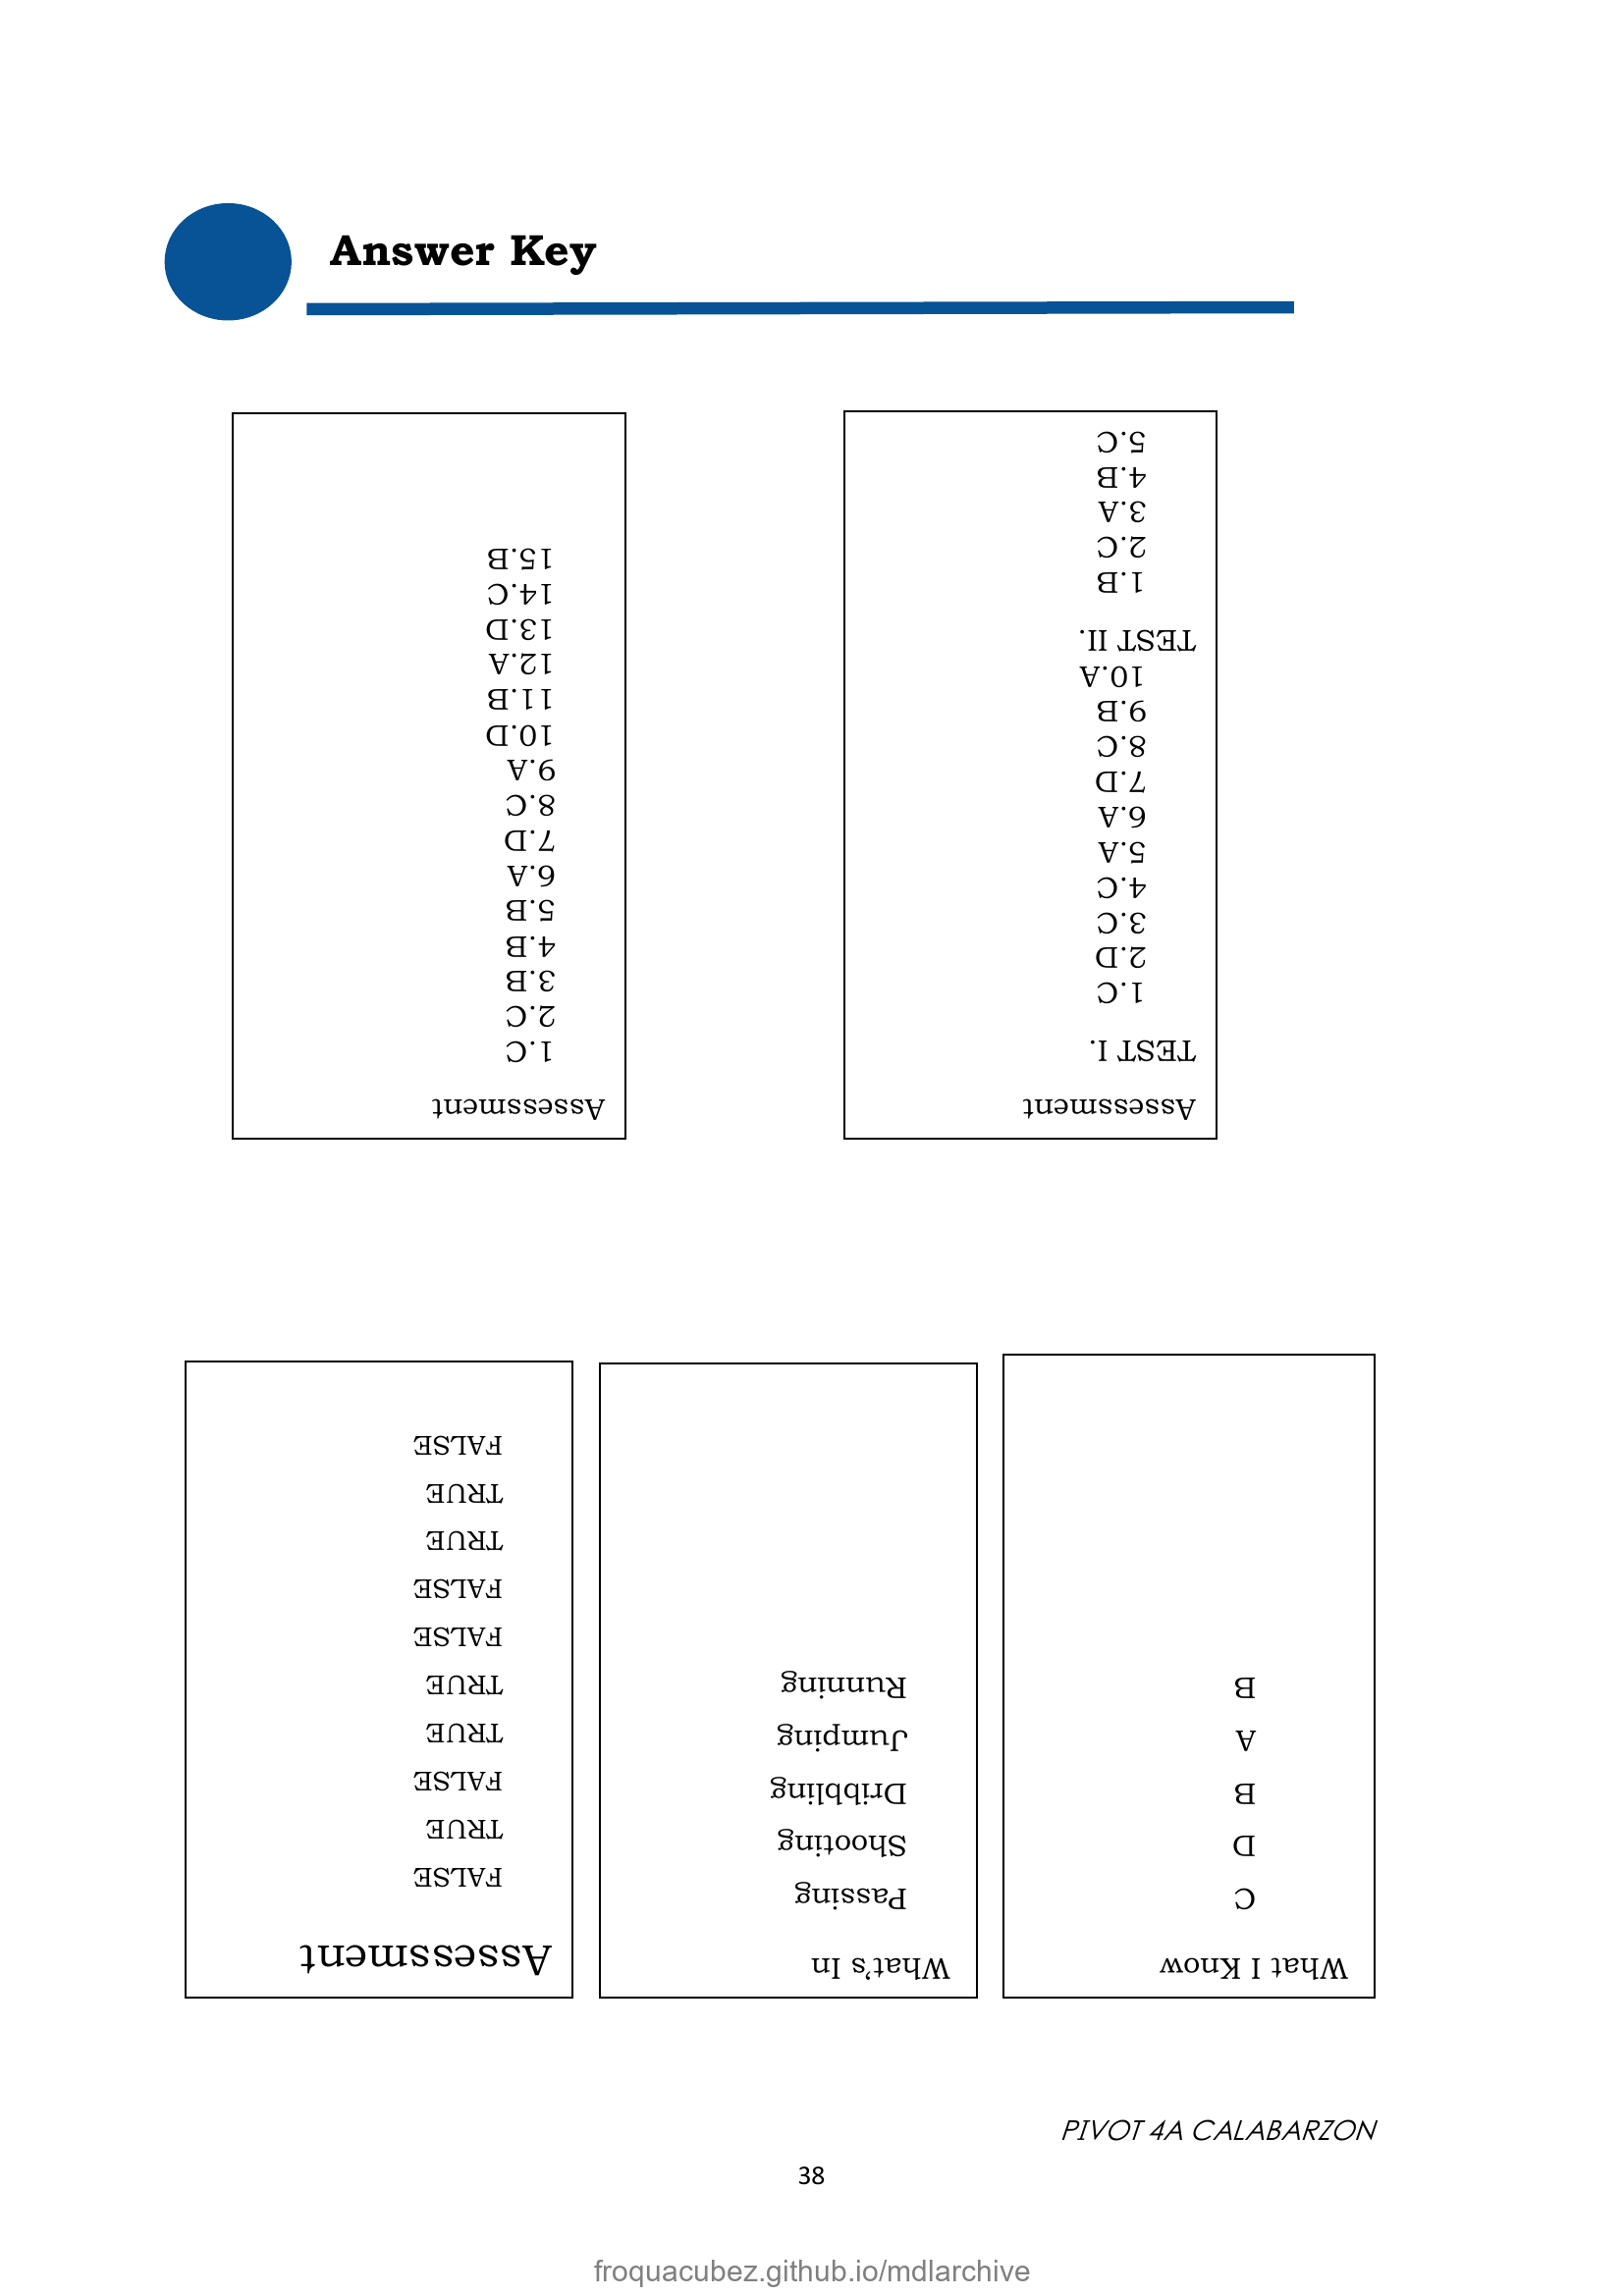 Answer Key
Assessment
1.C
2.C
3.B
4.B
5.B
6.A
7.D
8.C
9.A
10.D
11.B
12.A
13.D
14.C
15.B
Assessment
TEST I.
1.C
2.D
3.C
4.C
5.A
6.A
7.D
8.C
9.B
10.A
TEST II.
1.B
2.C
3.A
4.B
5.C
Assessment
FALSE
TRUE
FALSE
TRUE
TRUE
FALSE
FALSE
TRUE
TRUE
FALSE
What's In
Passing
Shooting
Dribbling
Jumping
Running
What I Know
C
D
B
A
B
PIVOT 4A CALABARZON
38
froquacubez.github.io/mdlarchive